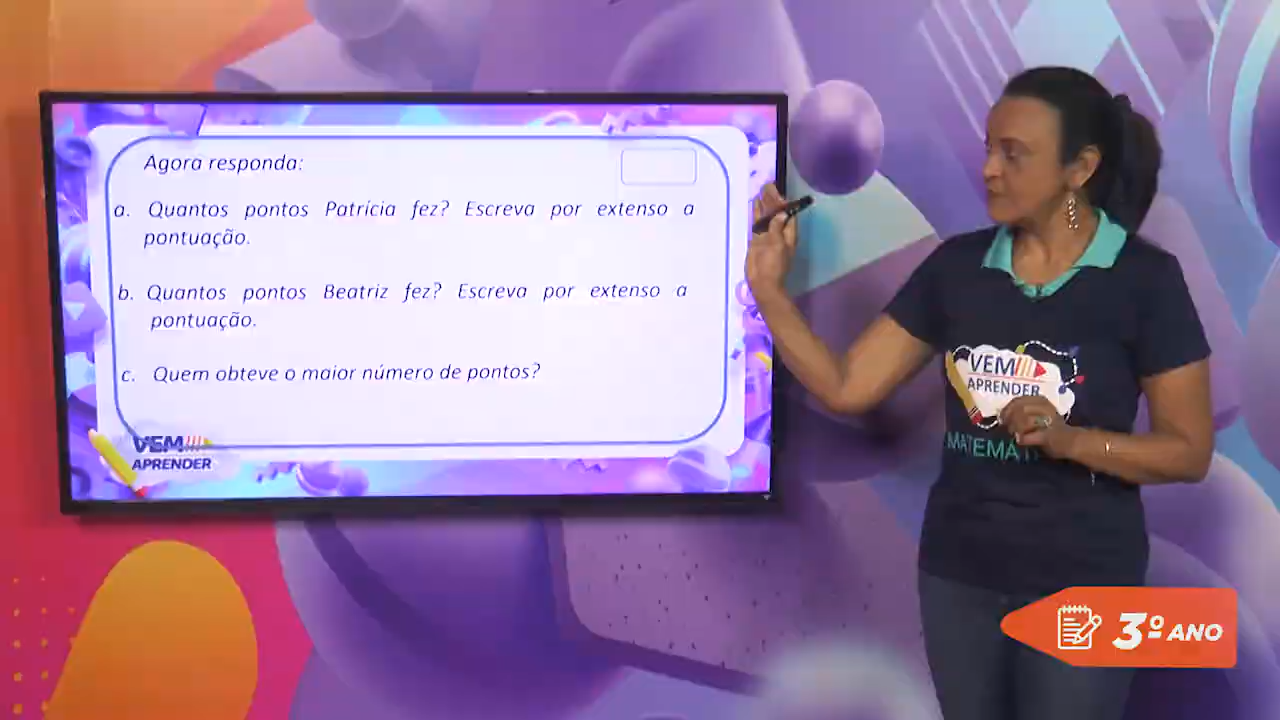 Agora responda:
a. Quantos pontos Patrícia fez? Escreva por extenso a
pontuação.
b. Quantos pontos Beatriz fez? Escreva por extenso a
pontuação.
c. Quem obteve o maior número de pontos?
VEM
APRENDER
VEM
APRENDER
MATEMÁ
3º ANO